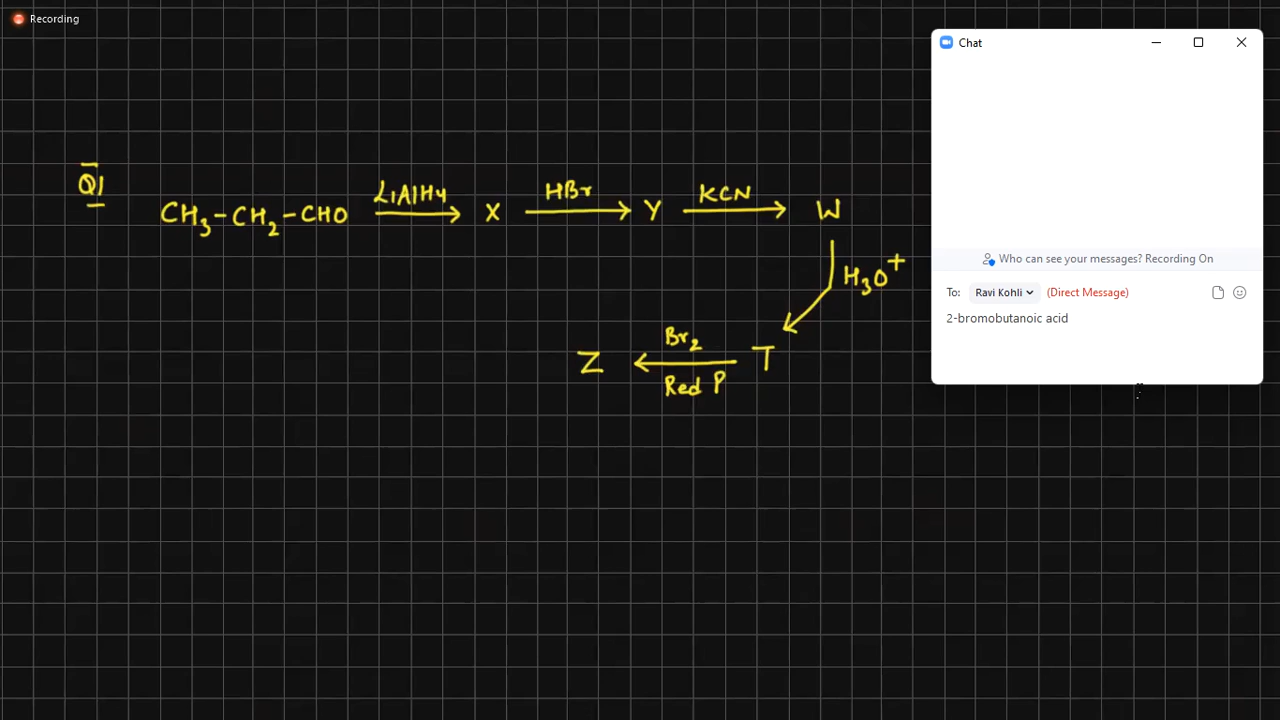 Recording
Chat
Q1
CH3-CH2-CHO LiAlH4 X HBr Y KCN W
H3O+
Z Br2 Red P T
Who can see your messages? Recording On
To: Ravi Kohli (Direct Message)
2-bromobutanoic acid